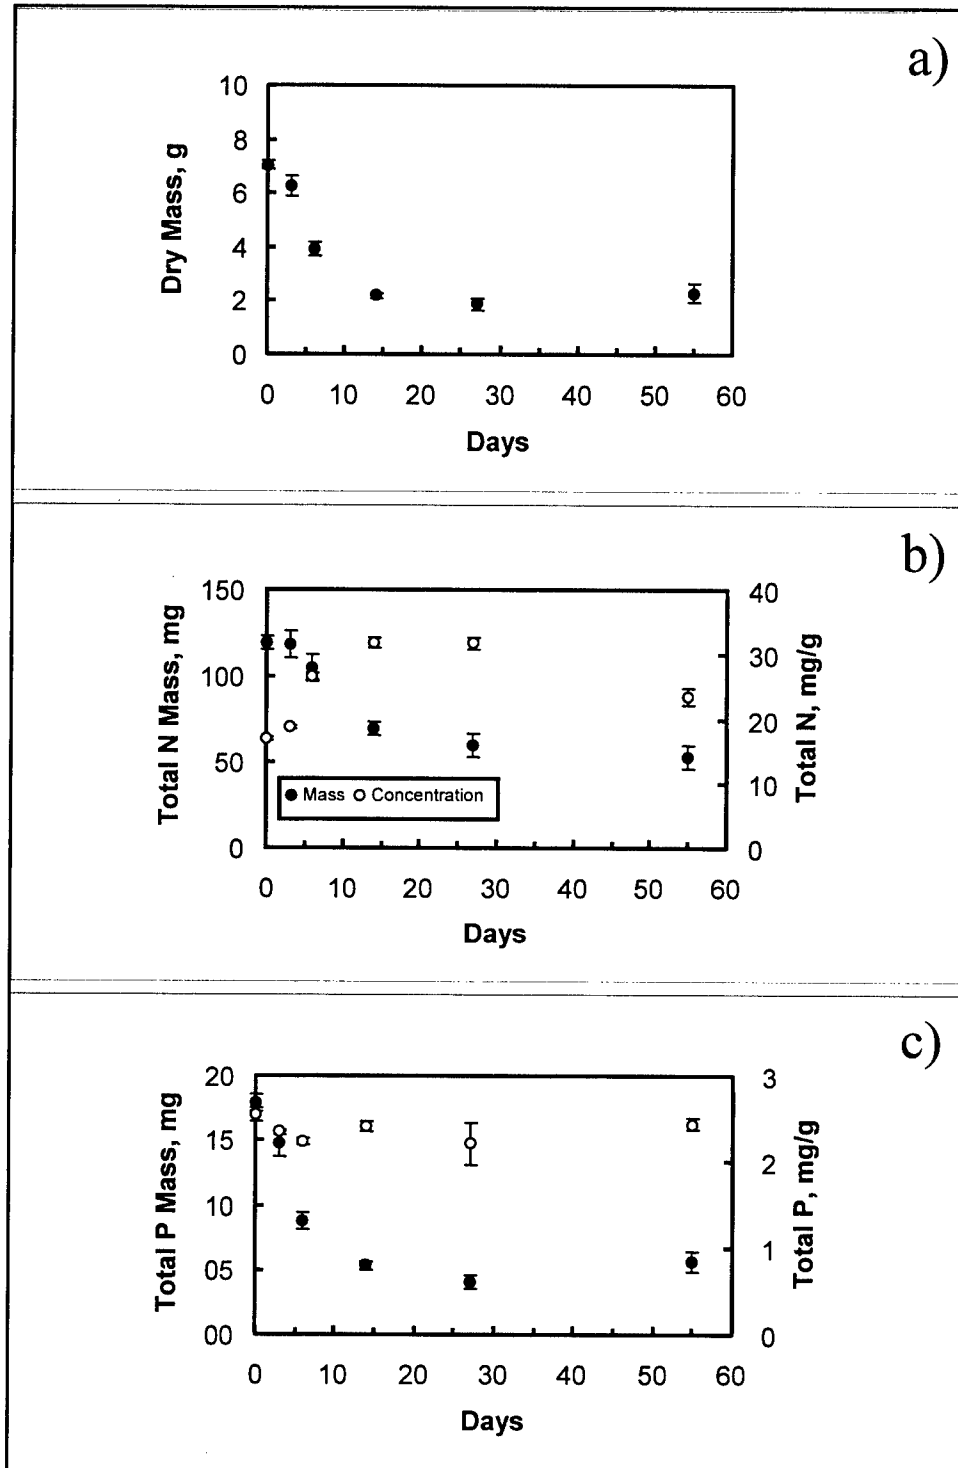 a)
10
8
6
4
2
0
Dry Mass, g
0 10 20 30 40 50 60
Days
b)
150
100
50
0
Total N Mass, mg
40
30
20
10
0
Total N, mg/g
Mass Concentration
0 10 20 30 40 50 60
Days
c)
20
15
10
05
00
Total P Mass, mg
3
2
1
0
Total P, mg/g
0 10 20 30 40 50 60
Days